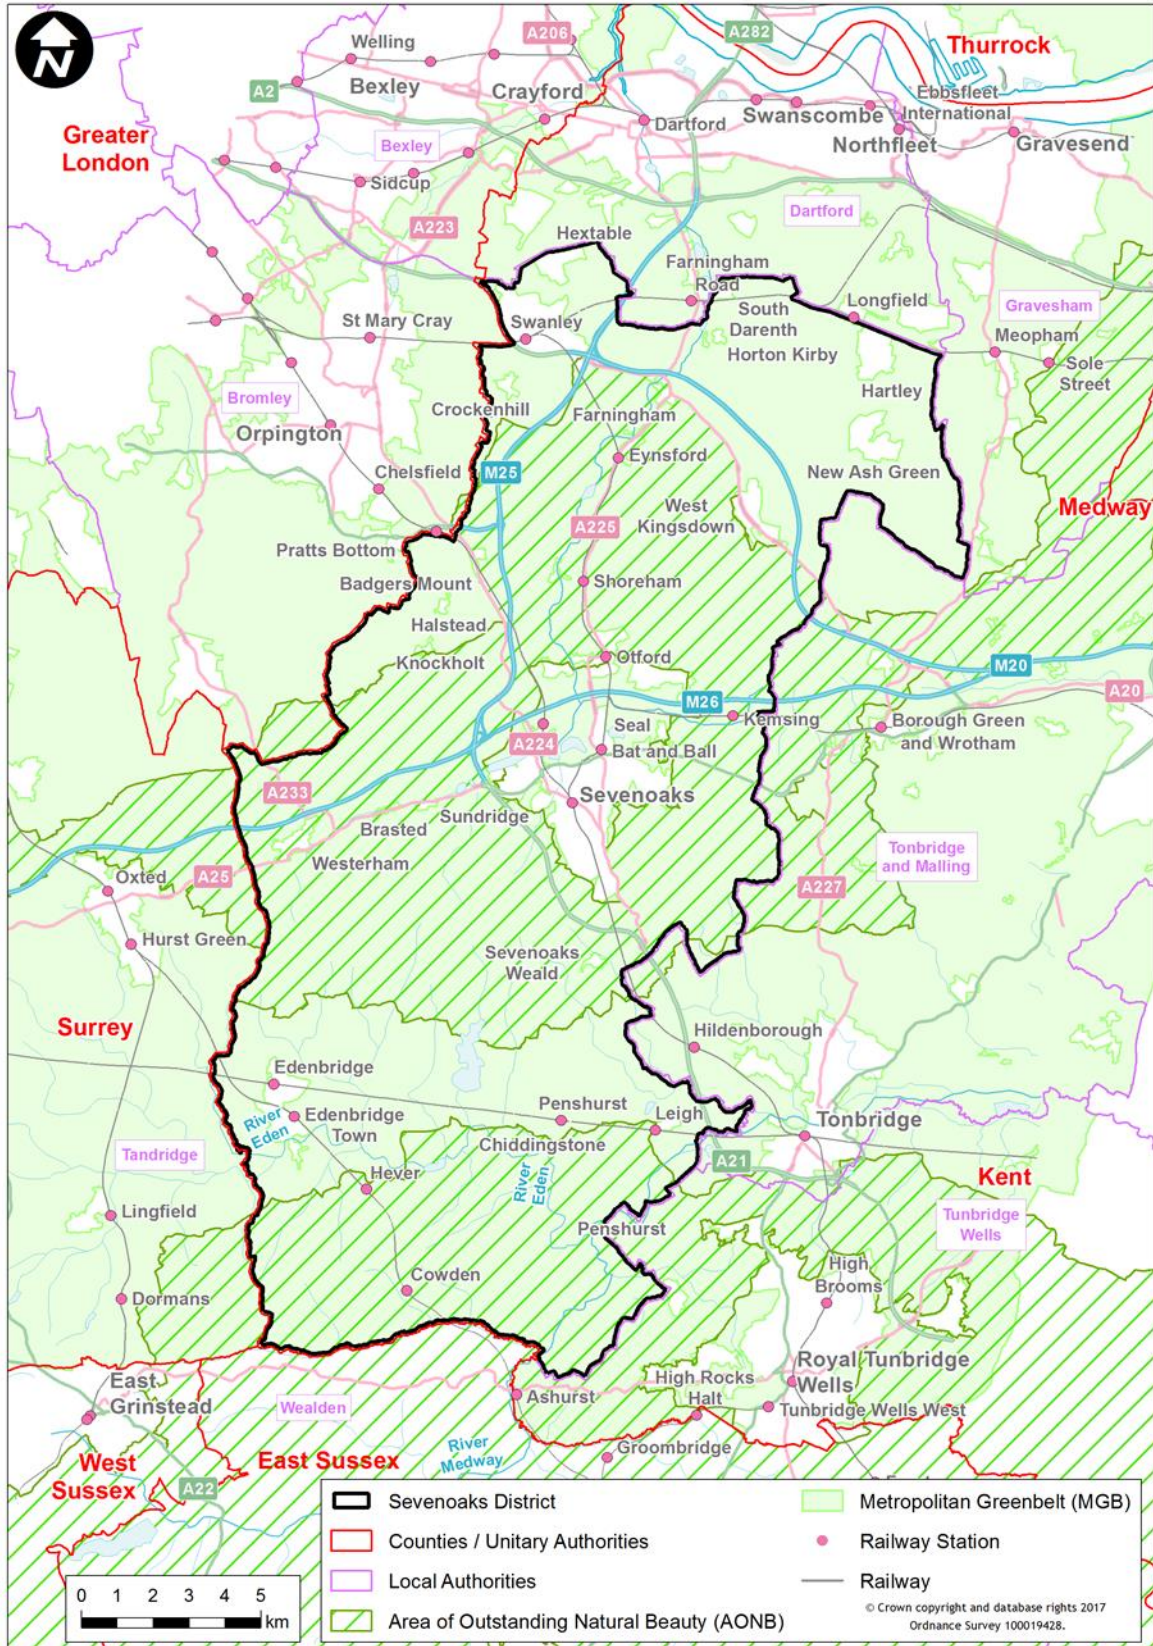 N
Welling
A206
A282
Thurrock
Bexley
A2
Crayford
Ebbsfleet
International
Swanscombe
Greater
London
Bexley
Dartford
Northfleet
Gravesend
Sidcup
Dartford
A223
Hextable
Farningham
Road
Longfield
Gravesham
St Mary Cray
Swanley
South
Darenth
Meopham
Horton Kirby
Sole
Street
Bromley
Crockenhill
Farningham
Hartley
Orpington
Eynsford
Chelsfield
M25
New Ash Green
West
Kingsdown
Medway
A225
Pratts Bottom
Badgers Mount
Shoreham
Halstead
Knockholt
Otford
M20
M26
A20
Kemsing
Seal
Borough Green
and Wrotham
A224
Bat and Ball
A233
Sevenoaks
Sundridge
Brasted
Westerham
Tonbridge
and Malling
Oxted
A25
A227
Hurst Green
Sevenoaks
Weald
Surrey
Hildenborough
Edenbridge
Penshurst
Leigh
River
Eden
Edenbridge
Town
Tonbridge
Chiddingstone
Tandridge
A21
Hever
River
Eden
Kent
Lingfield
Penshurst
Tunbridge
Wells
High
Brooms
Cowden
Dormans
Royal Tunbridge
Wells
East
Grinstead
High Rocks
Halt
Ashurst
Wealden
Tunbridge Wells West
River
Medway
Groombridge
West
Sussex
East Sussex
A22
Sevenoaks District
Metropolitan Greenbelt (MGB)
Counties / Unitary Authorities
Railway Station
Local Authorities
Railway
0 1 2 3 4 5
km
Area of Outstanding Natural Beauty (AONB)
© Crown copyright and database rights 2017
Ordnance Survey 100019428.